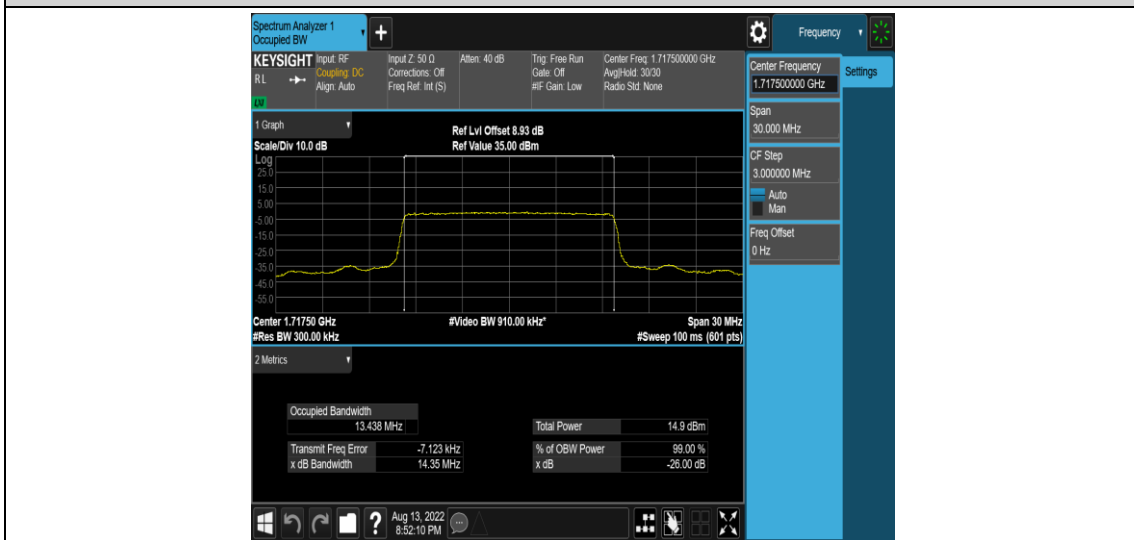 Spectrum Analyzer 1
Occupied BW
+
Frequency
KEYSIGHT Input: RF Input Z: 50 Ω Atten: 40 dB Trig: Free Run Center Freq: 1.717500000 GHz
RL Coupling: DC Corrections: Off Gate: Off Avg|Hold: 30/30
Align: Auto Freq Ref: Int (S) #IF Gain: Low Radio Std: None
Center Frequency
1.717500000 GHz
Settings
Span
30.000 MHz
CF Step
3.000000 MHz
Auto
Man
Freq Offset
0 Hz
1 Graph
Ref Lvl Offset 8.93 dB
Scale/Div 10.0 dB Ref Value 35.00 dBm
Log
25.0
15.0
5.00
-5.00
-15.0
-25.0
-35.0
-45.0
-55.0
Center 1.71750 GHz #Video BW 910.00 kHz* Span 30 MHz
#Res BW 300.00 kHz #Sweep 100 ms (601 pts)
2 Metrics
Occupied Bandwidth
13.438 MHz Total Power 14.9 dBm
Transmit Freq Error -7.123 kHz % of OBW Power 99.00 %
x dB Bandwidth 14.35 MHz x dB -26.00 dB
? Aug 13, 2022
8:52:10 PM